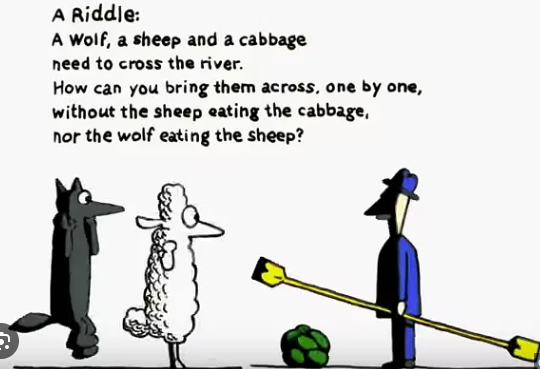 A Riddle:
A Wolf, a sheep and a cabbage
need to cross the river.
How can you bring them across, one by one,
without the sheep eating the cabbage,
nor the wolf eating the sheep?